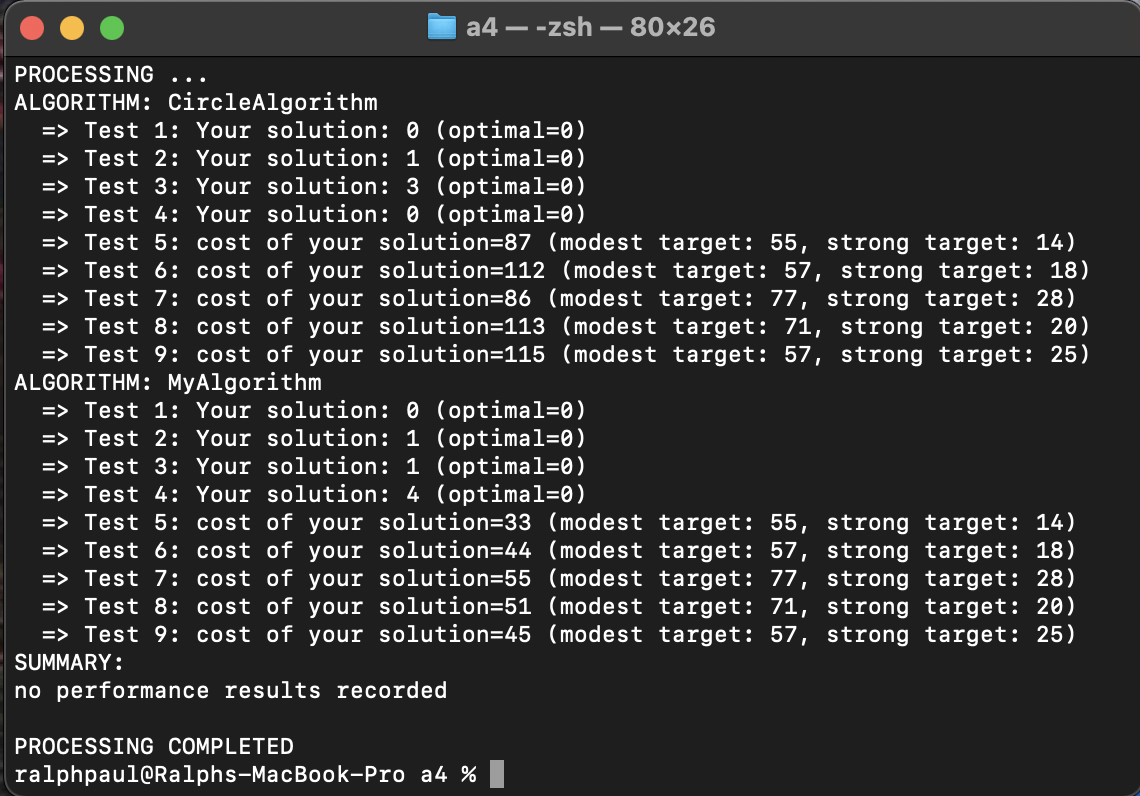 a4 — -zsh — 80×26
PROCESSING ...
ALGORITHM: CircleAlgorithm
  => Test 1: Your solution: 0 (optimal=0)
  => Test 2: Your solution: 1 (optimal=0)
  => Test 3: Your solution: 3 (optimal=0)
  => Test 4: Your solution: 0 (optimal=0)
  => Test 5: cost of your solution=87 (modest target: 55, strong target: 14)
  => Test 6: cost of your solution=112 (modest target: 57, strong target: 18)
  => Test 7: cost of your solution=86 (modest target: 77, strong target: 28)
  => Test 8: cost of your solution=113 (modest target: 71, strong target: 20)
  => Test 9: cost of your solution=115 (modest target: 57, strong target: 25)
ALGORITHM: MyAlgorithm
  => Test 1: Your solution: 0 (optimal=0)
  => Test 2: Your solution: 1 (optimal=0)
  => Test 3: Your solution: 1 (optimal=0)
  => Test 4: Your solution: 4 (optimal=0)
  => Test 5: cost of your solution=33 (modest target: 55, strong target: 14)
  => Test 6: cost of your solution=44 (modest target: 57, strong target: 18)
  => Test 7: cost of your solution=55 (modest target: 77, strong target: 28)
  => Test 8: cost of your solution=51 (modest target: 71, strong target: 20)
  => Test 9: cost of your solution=45 (modest target: 57, strong target: 25)
SUMMARY:
no performance results recorded

PROCESSING COMPLETED
ralphpaul@Ralphs-MacBook-Pro a4 %